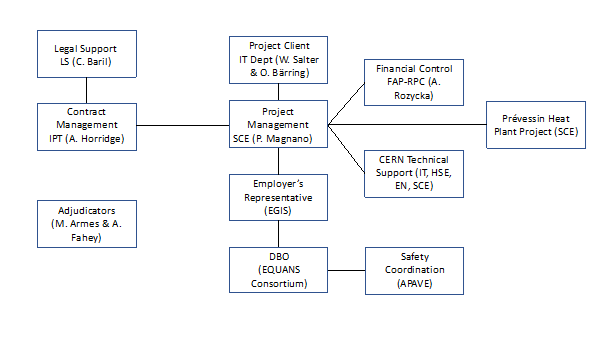 Legal Support
LS (C. Baril)
Project Client
IT Dept (W. Salter
& O. Bärring)
Financial Control
FAP-RPC (A.
Rozycka)
Contract
Management
IPT (A. Horridge)
Project
Management
SCE (P. Magnano)
Prévessin Heat
Plant Project (SCE)
CERN Technical
Support (IT, HSE,
EN, SCE)
Employer's
Representative
(EGIS)
Adjudicators
(M. Armes & A.
Fahey)
DBO
(EQUANS
Consortium)
Safety
Coordination
(APAVE)